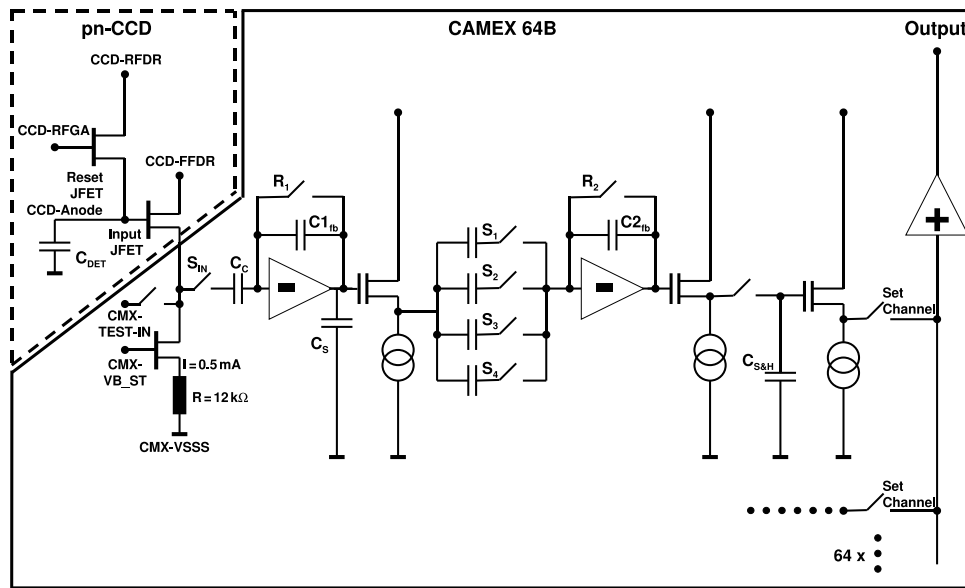 pn-CCD
CAMEX 64B
Output
CCD-RFDR
CCD-RFGA
Reset
JFET
CCD-FFDR
CCD-Anode
Input
JFET
C_DET
S_IN
C_C
R_1
C1_fb
C_S
S_1
S_2
S_3
S_4
R_2
C2_fb
C_S&H
Set
Channel
CMX-
TEST-IN
CMX-
VB_ST
I = 0.5 mA
R = 12 kΩ
CMX-VSSS
Set
Channel
64 x